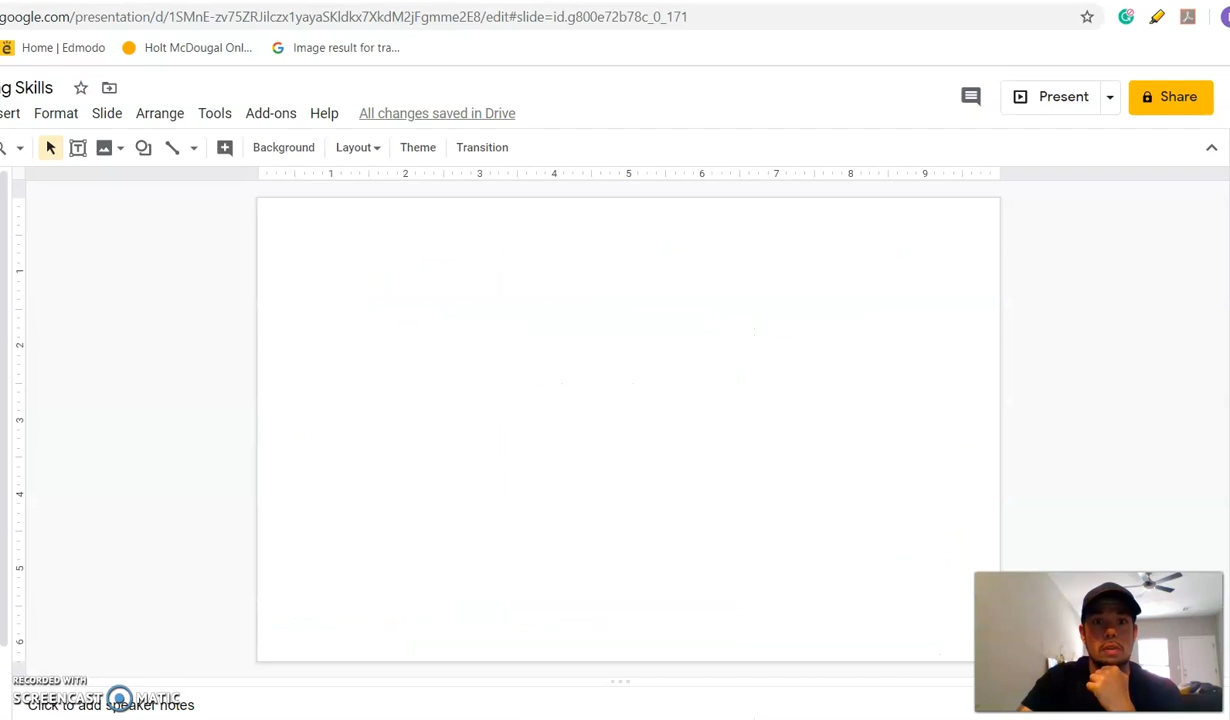 google.com/presentation/d/1SMnE-zv75ZRJilczx1yayaSKldkx7XkdM2jFgmme2E8/edit#slide=id.g800e72b78c_0_171
Home | Edmodo Holt McDougal Onl... Image result for tra...
ng Skills
sert Format Slide Arrange Tools Add-ons Help All changes saved in Drive
Present Share
Background Layout Theme Transition
1 2 3 4 5 6 7 8 9
1
2
3
4
5
6
RECORDED WITH
SCREENCAST MATIC
Click to add speaker notes